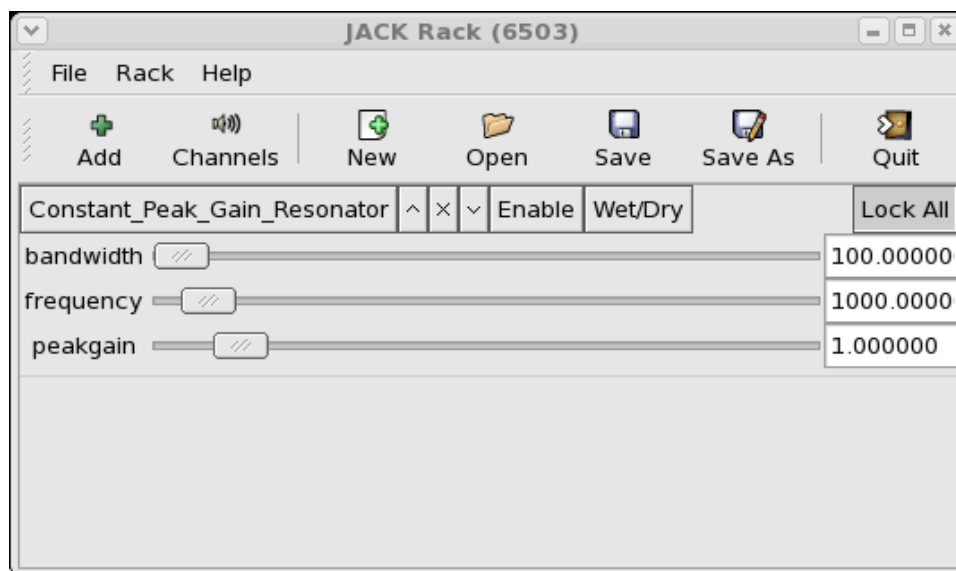 JACK Rack (6503)
File Rack Help
Add Channels New Open Save Save As Quit
Constant_Peak_Gain_Resonator Enable Wet/Dry Lock All
bandwidth 100.00000
frequency 1000.0000
peakgain 1.000000